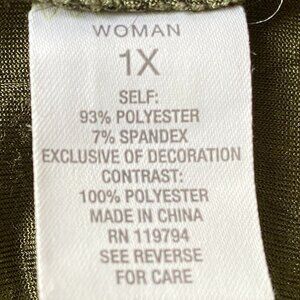 WOMAN
1X
SELF:
93% POLYESTER
7% SPANDEX
EXCLUSIVE OF DECORATION
CONTRAST:
100% POLYESTER
MADE IN CHINA
RN 119794
SEE REVERSE
FOR CARE